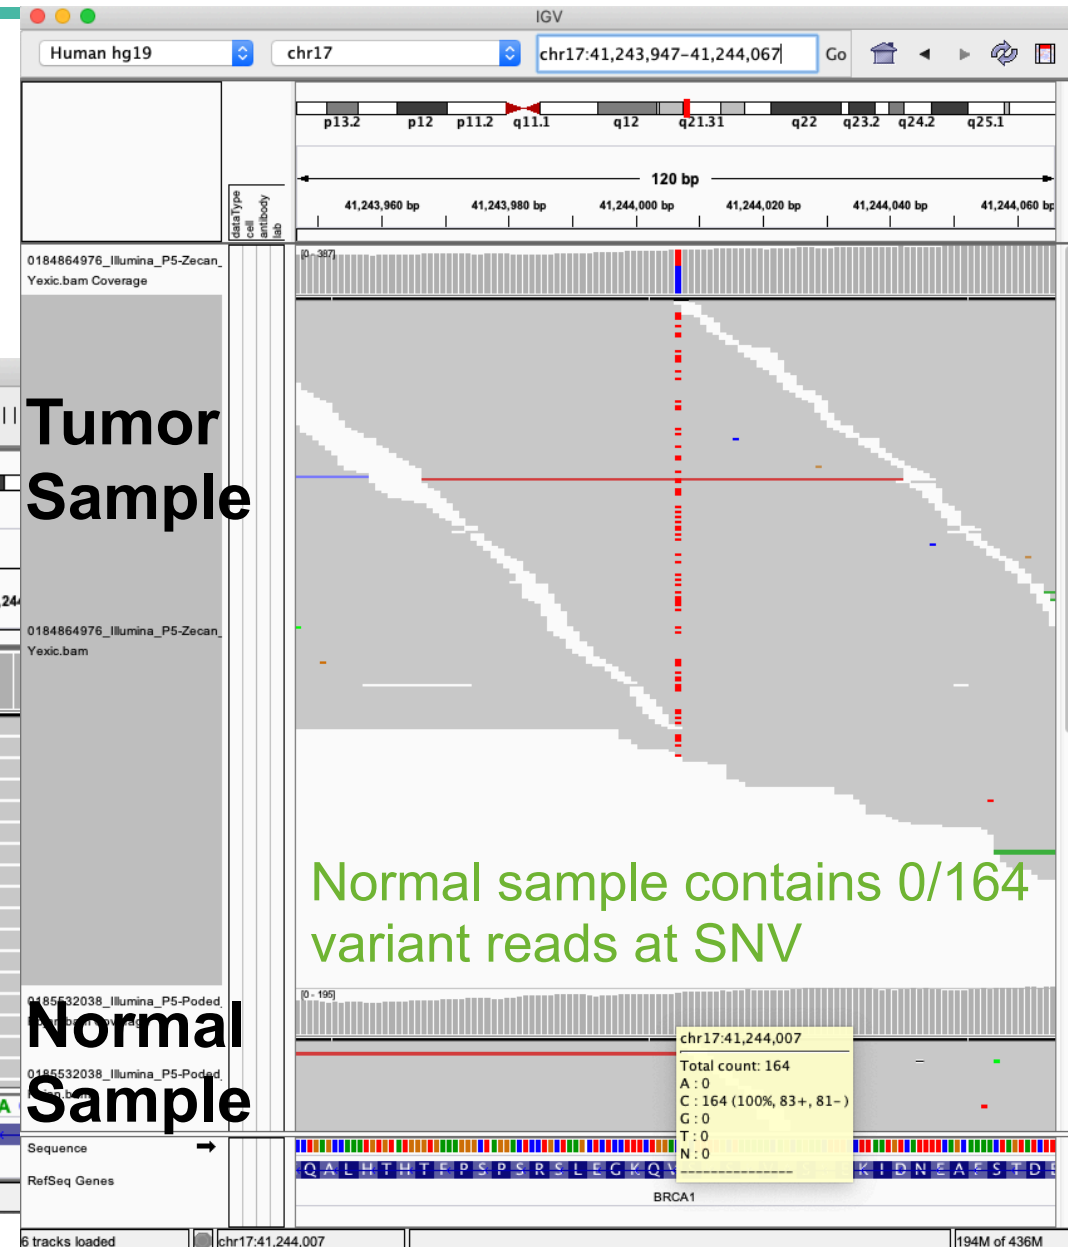 IGV
Human hg19
chr17
chr17:41,243,947-41,244,067
Go
p13.2 p12 p11.2 q11.1 q12 q21.31 q22 q23.2 q24.2 q25.1
120 bp
41,243,960 bp 41,243,980 bp 41,244,000 bp 41,244,020 bp 41,244,040 bp 41,244,060 bp
dataType
cell
antibody
lab
0184864976_Illumina_P5-Zecan_
Yexic.bam Coverage
[0 - 387]
Tumor
Sample
0184864976_Illumina_P5-Zecan_
Yexic.bam
Normal sample contains 0/164
variant reads at SNV
0185532038_Illumina_P5-Poded
[0 - 195]
Normal
0185532038_Illumina_P5-Poded
Sample
chr17:41,244,007
Total count: 164
A : 0
C : 164 (100%, 83+, 81- )
G : 0
T : 0
N : 0
---------------
Sequence
RefSeq Genes
Q A L H T H T F P S P S R S L E G K Q K I D N E A F S T D
BRCA1
6 tracks loaded
chr17:41,244,007
194M of 436M